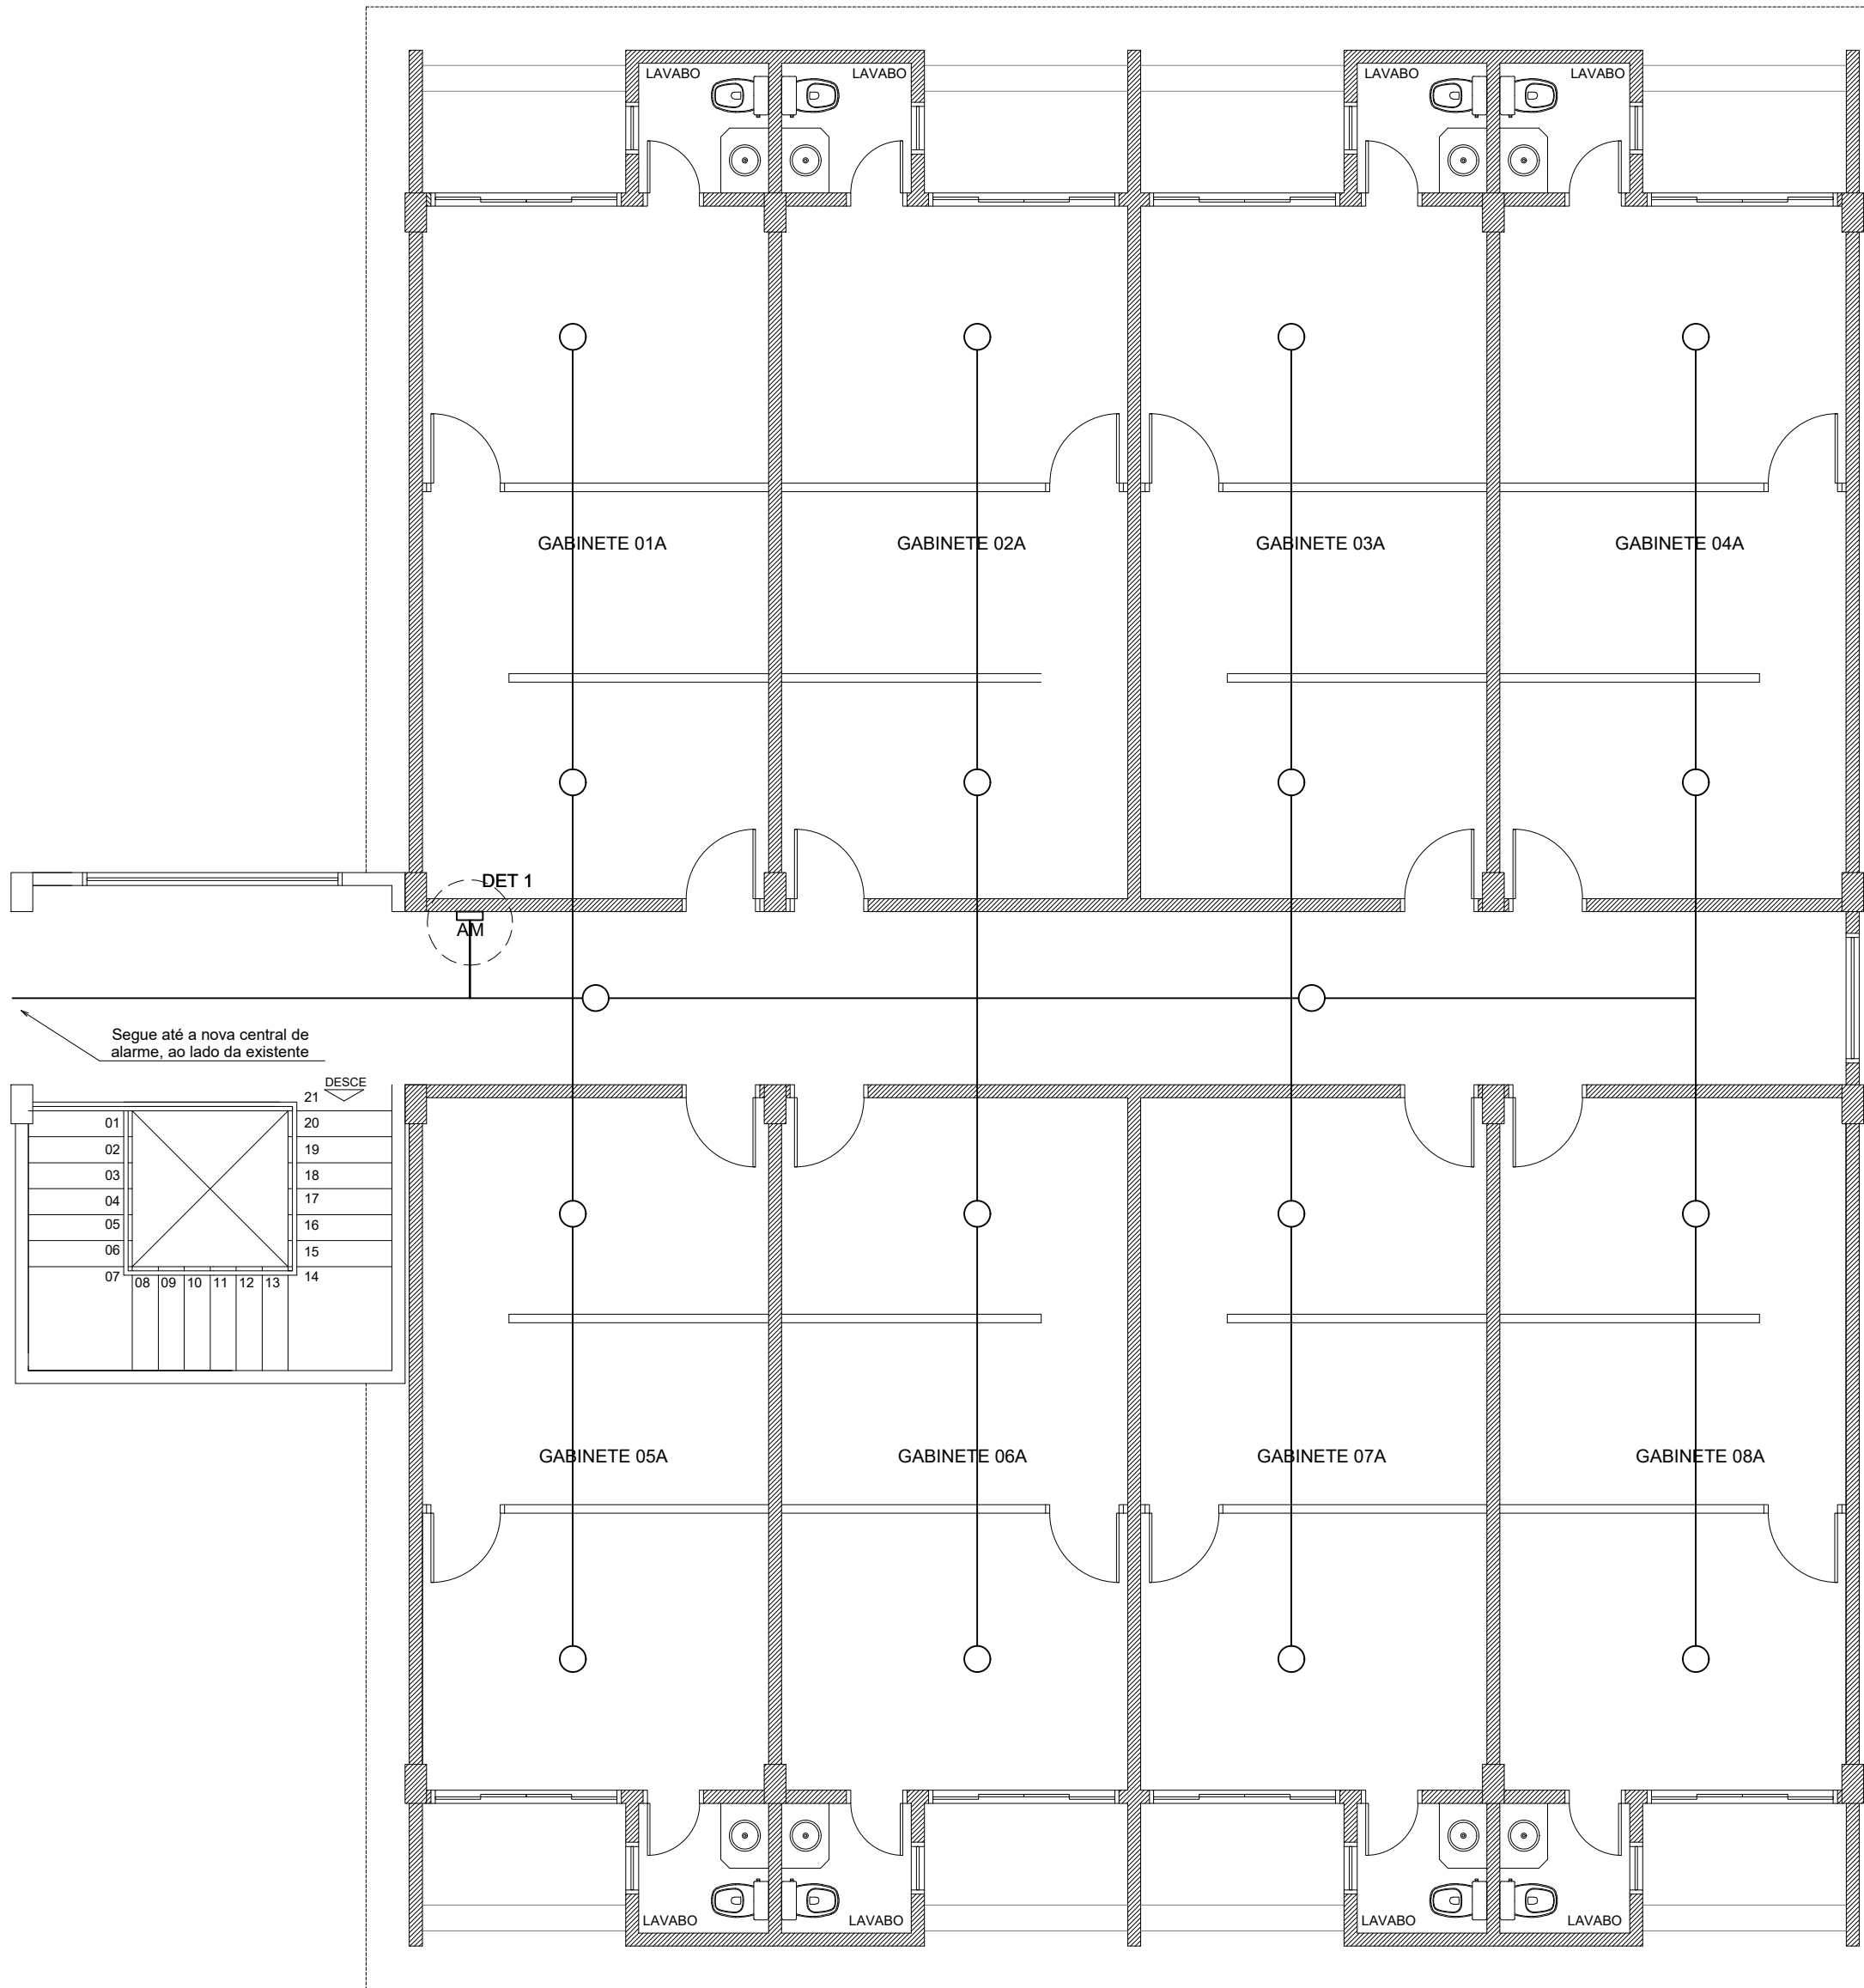 LAVABO
LAVABO
LAVABO
LAVABO
GABINETE 01A
GABINETE 02A
GABINETE 03A
GABINETE 04A
DET 1
AM
Segue até a nova central de
alarme, ao lado da existente
DESCE
21
01
20
02
19
03
18
04
17
05
16
06
15
07
08
09
10
11
12
13
14
GABINETE 05A
GABINETE 06A
GABINETE 07A
GABINETE 08A
LAVABO
LAVABO
LAVABO
LAVABO